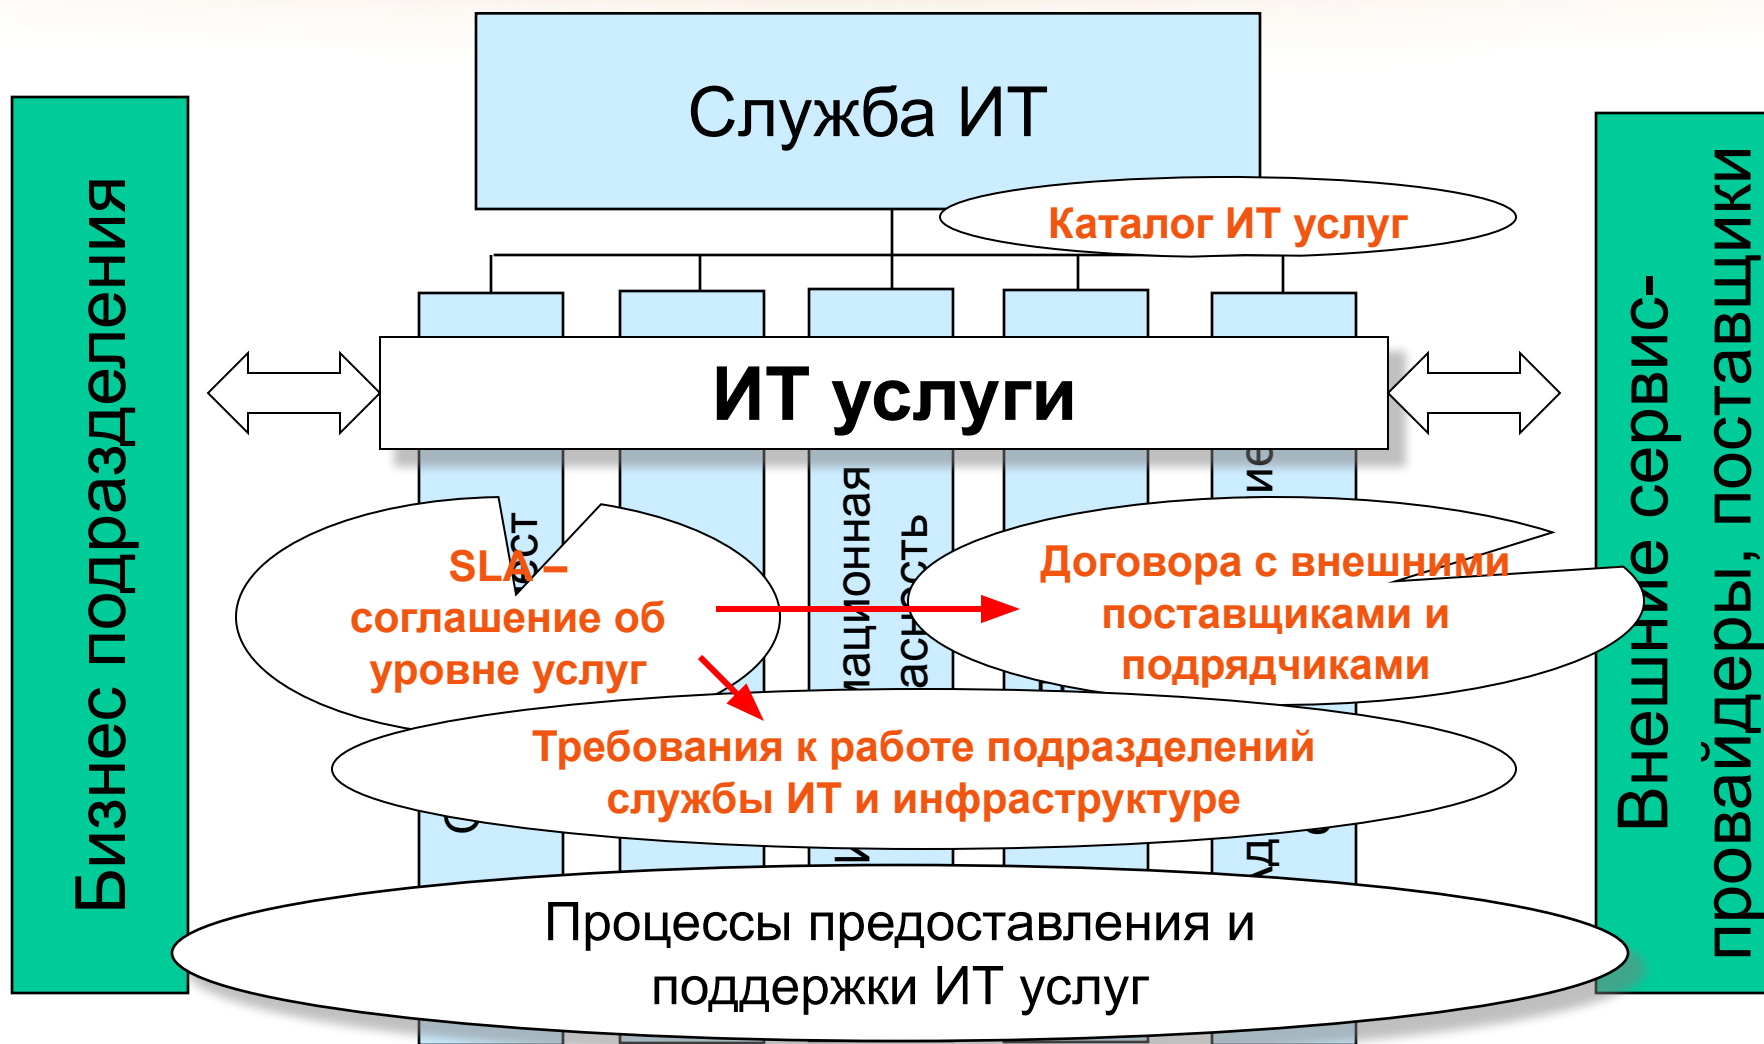 Служба ИТ
Каталог ИТ услуг
Бизнес подразделения
ИТ услуги
Внешние сервис-
провайдеры, поставщики
SLA –
соглашение об
уровне услуг
Договора с внешними
поставщиками и
подрядчиками
Требования к работе подразделений
службы ИТ и инфраструктуре
Процессы предоставления и
поддержки ИТ услуг